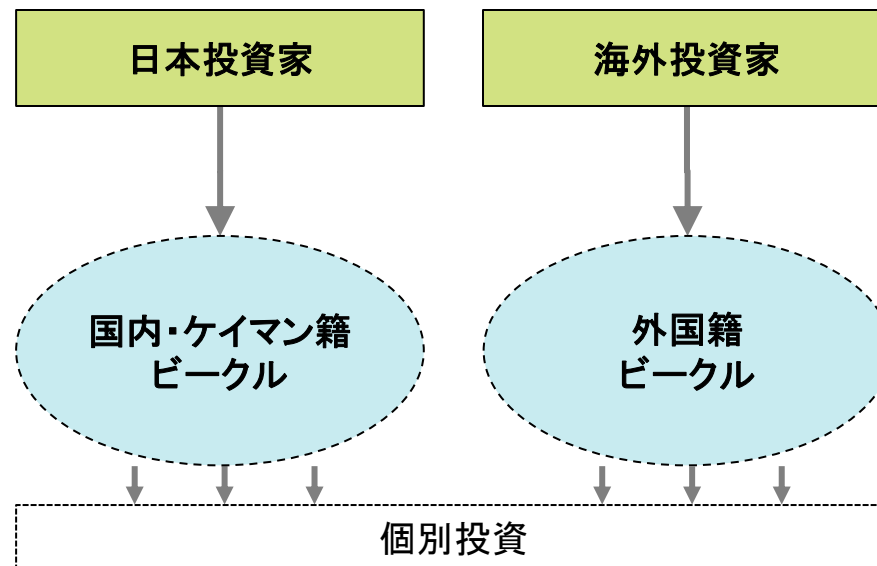 日本投資家
海外投資家
国内・ケイマン籍
ビークル
外国籍
ビークル
個別投資